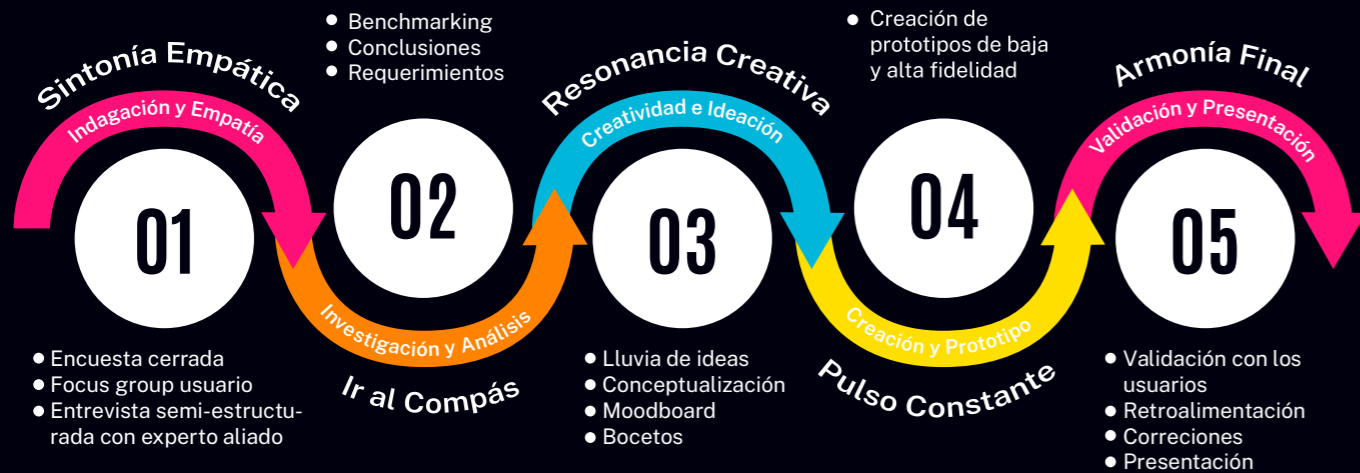 Sintonía Empática
Indagación y Empatía
01
Encuesta cerrada
Focus group usuario
Entrevista semi-estructu-
rada con experto aliado
Benchmarking
Conclusiones
Requerimientos
02
Investigación y Análisis
Ir al Compás
Resonancia Creativa
Creatividad e Ideación
03
Lluvia de ideas
Conceptualización
Moodboard
Bocetos
Creación de
prototipos de baja
y alta fidelidad
04
Creación y Prototipo
Pulso Constante
Armonía Final
Validación y Presentación
05
Validación con los
usuarios
Retroalimentación
Correciones
Presentación